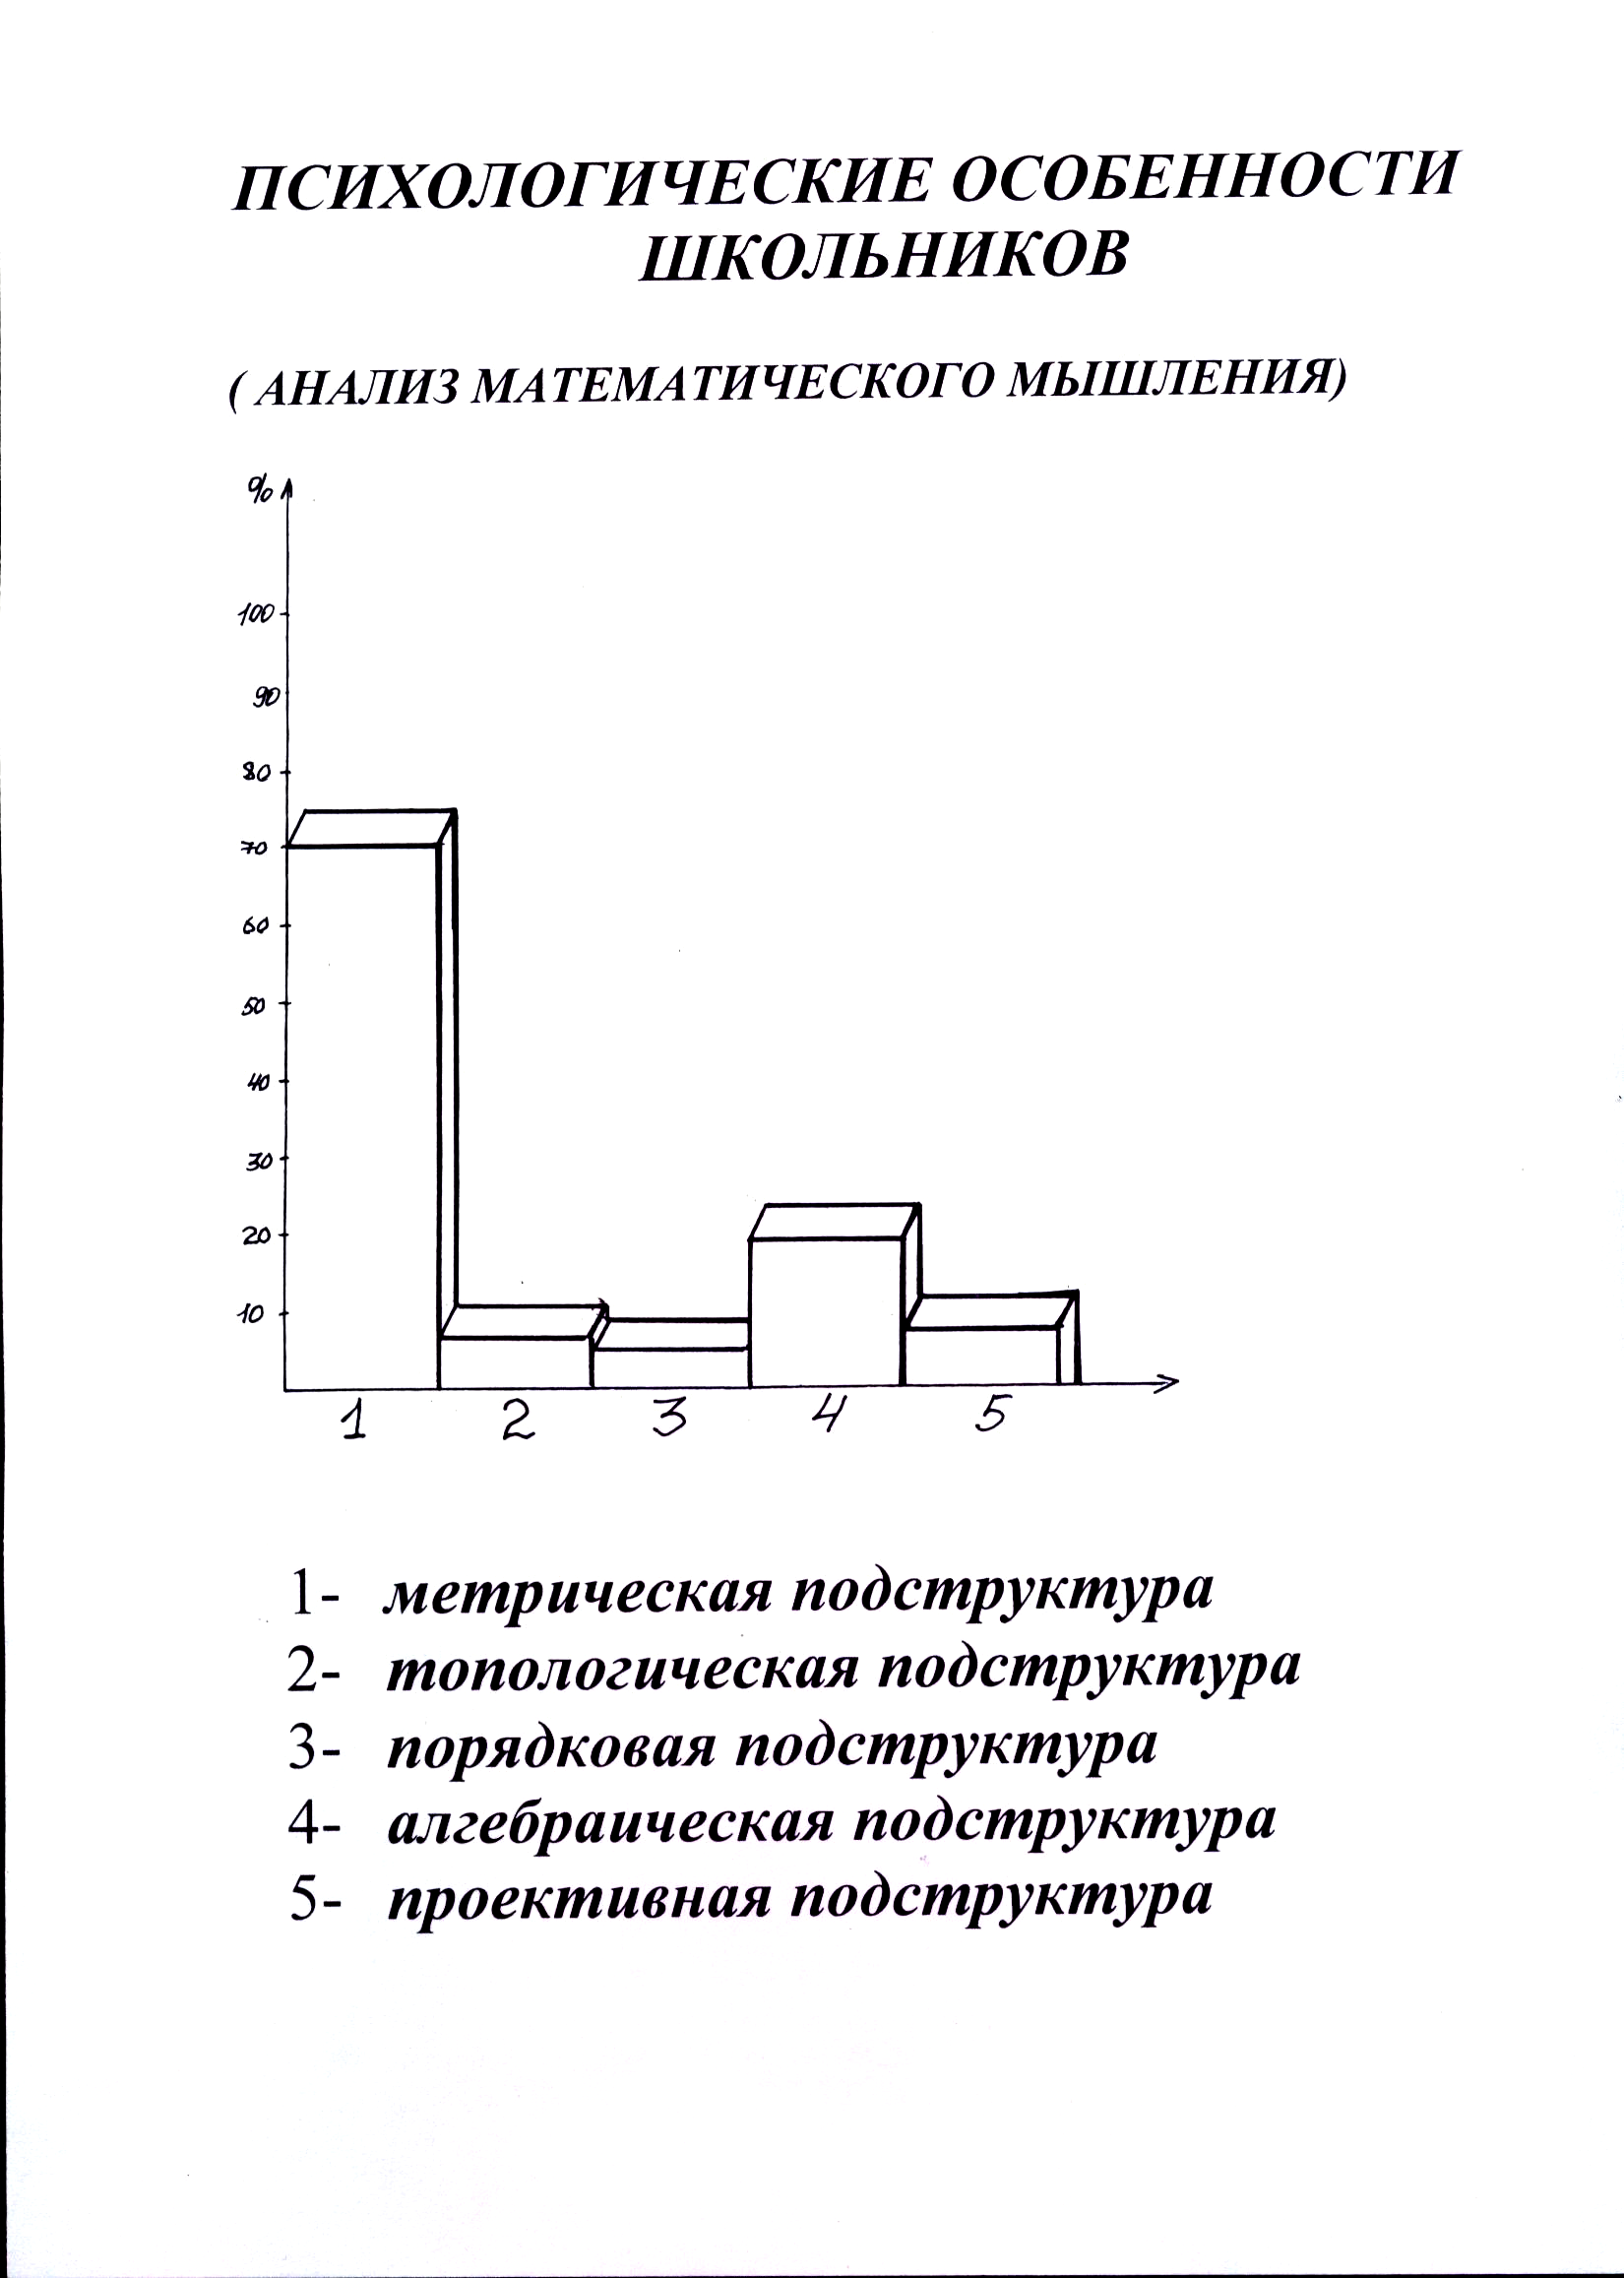 ПСИХОЛОГИЧЕСКИЕ ОСОБЕННОСТИ
ШКОЛЬНИКОВ
( АНАЛИЗ МАТЕМАТИЧЕСКОГО МЫШЛЕНИЯ)
%
100
90
80
70
60
50
40
30
20
10
1 2 3 4 5
1- метрическая подструктура
2- топологическая подструктура
3- порядковая подструктура
4- алгебраическая подструктура
5- проективная подструктура